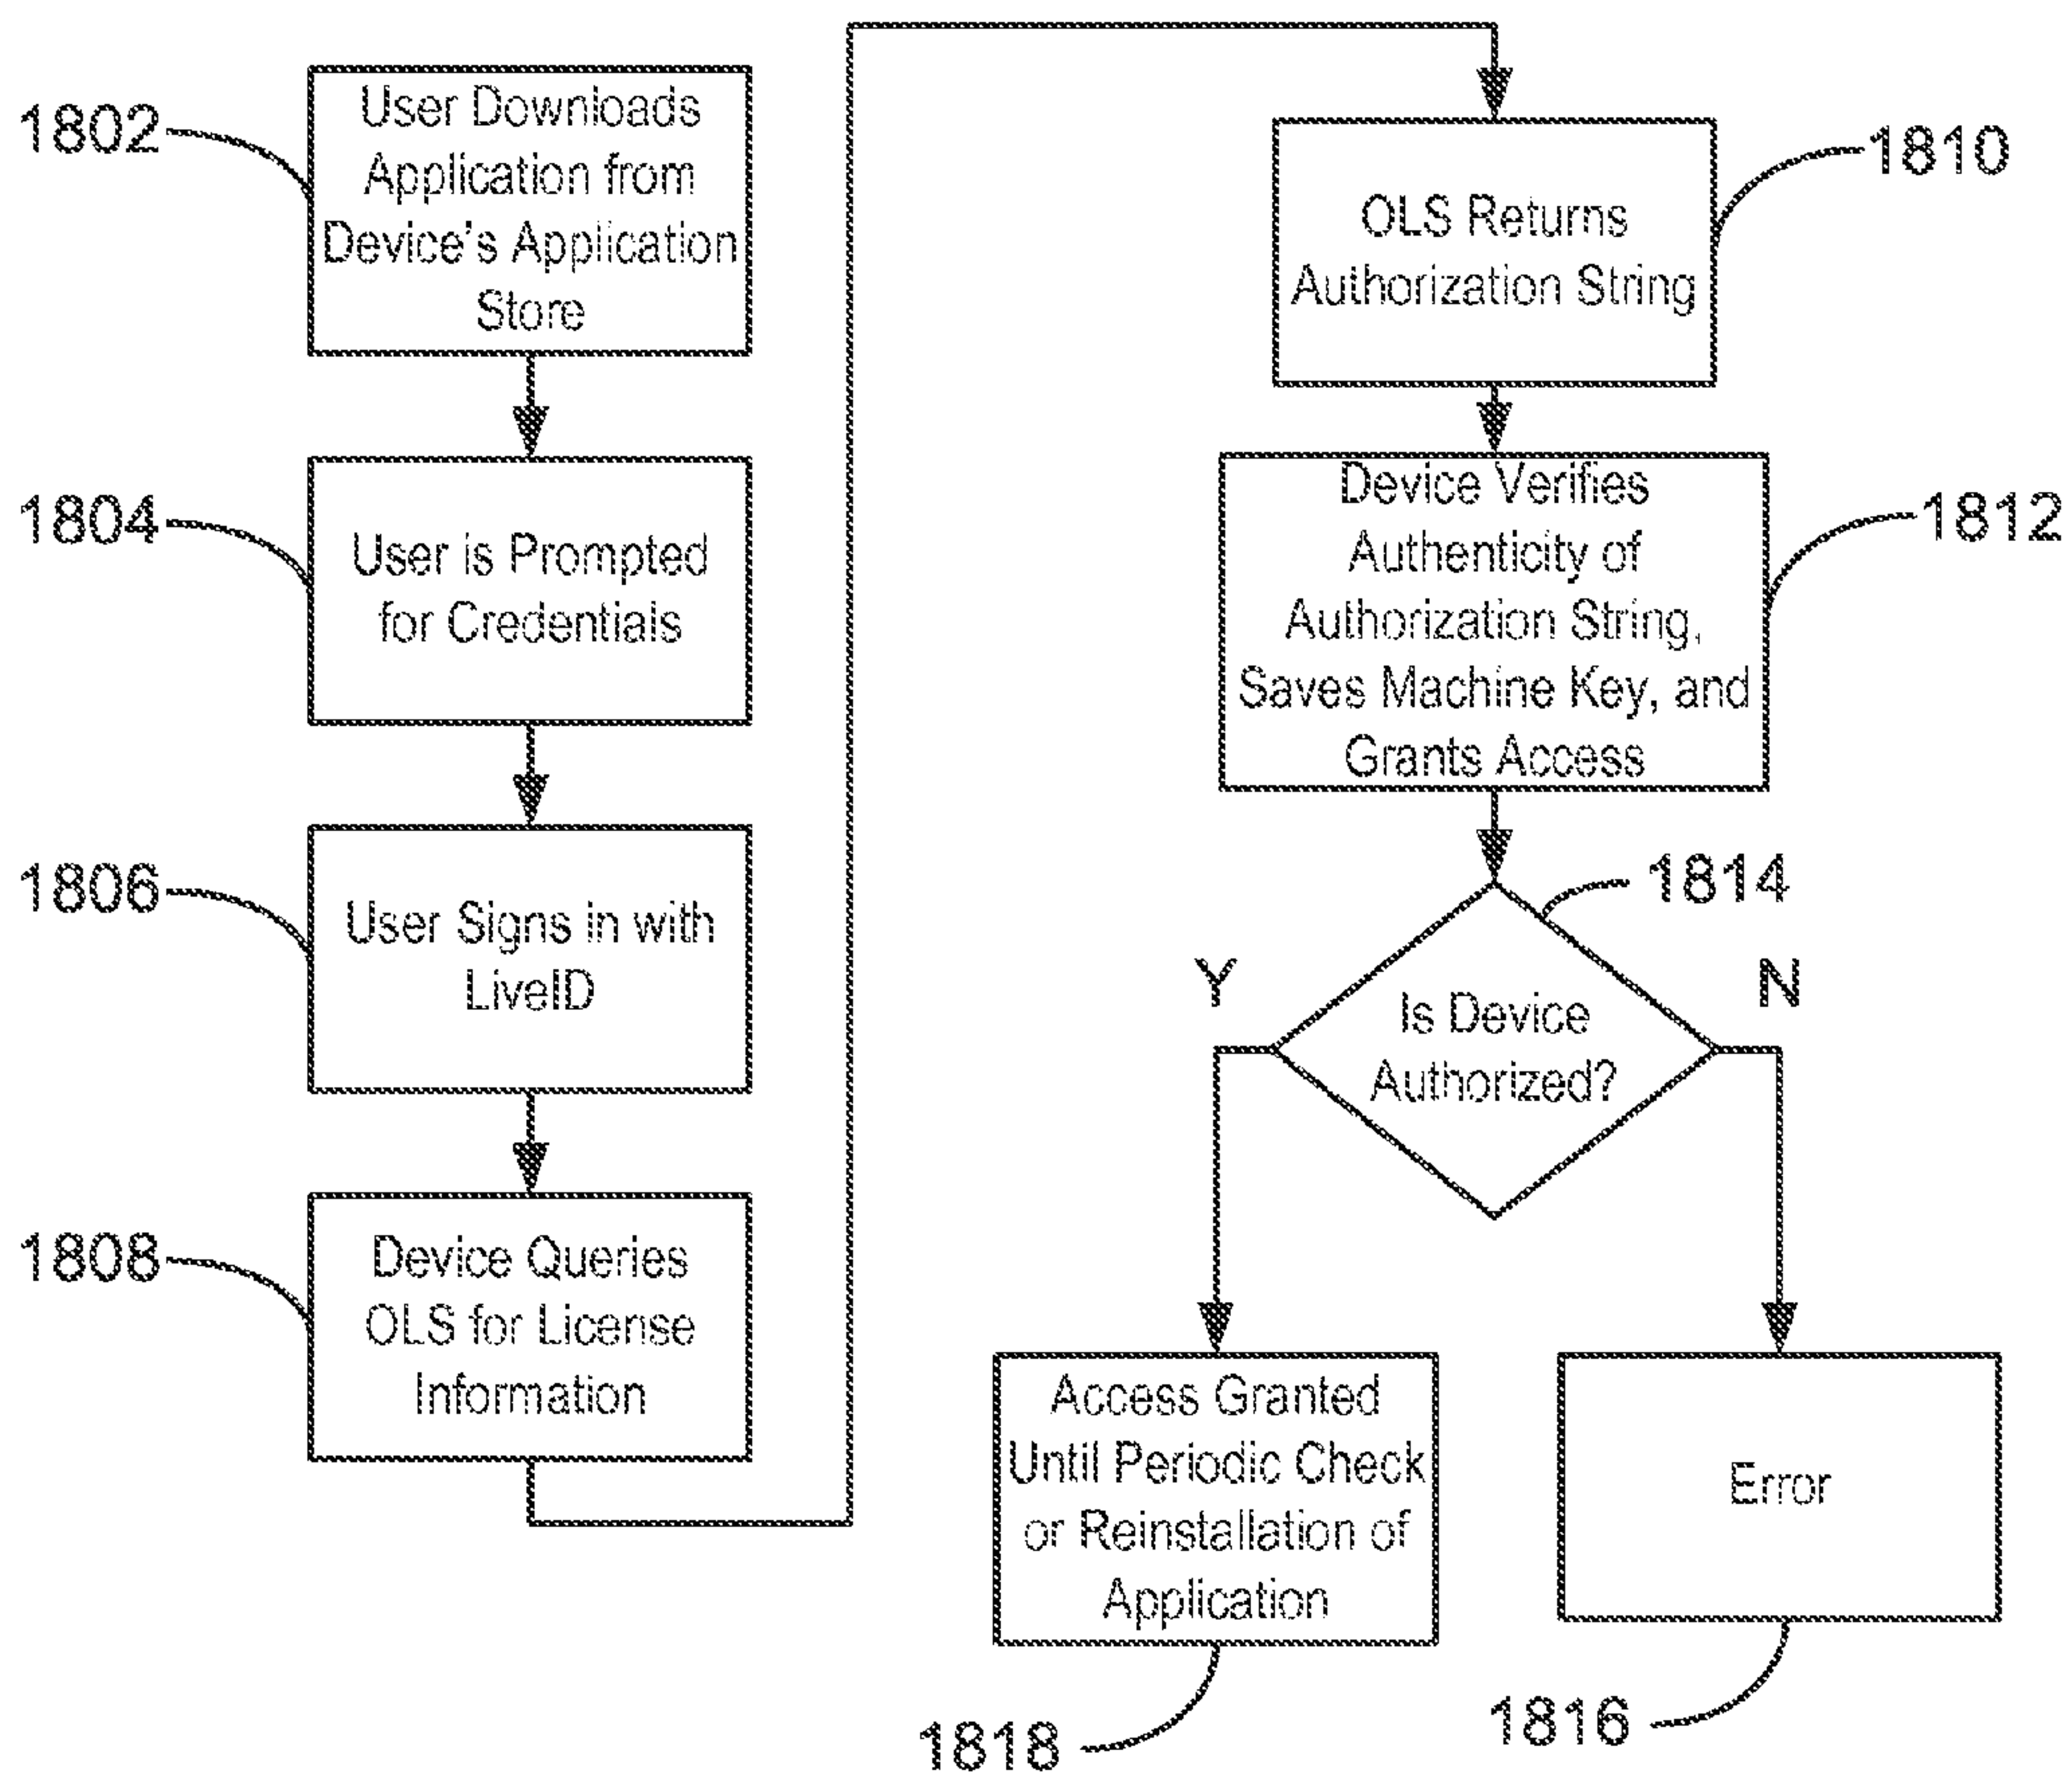 1802
User Downloads
Application from
Device's Application
Store
1804
User is Prompted
for Credentials
1806
User Signs in with
LiveID
1808
Device Queries
OLS for License
Information
1810
OLS Returns
Authorization String
1812
Device Verifies
Authenticity of
Authorization String,
Saves Machine Key, and
Grants Access
1814
Is Device
Authorized?
Y
N
Access Granted
Until Periodic Check
or Reinstallation of
Application
1818
Error
1816